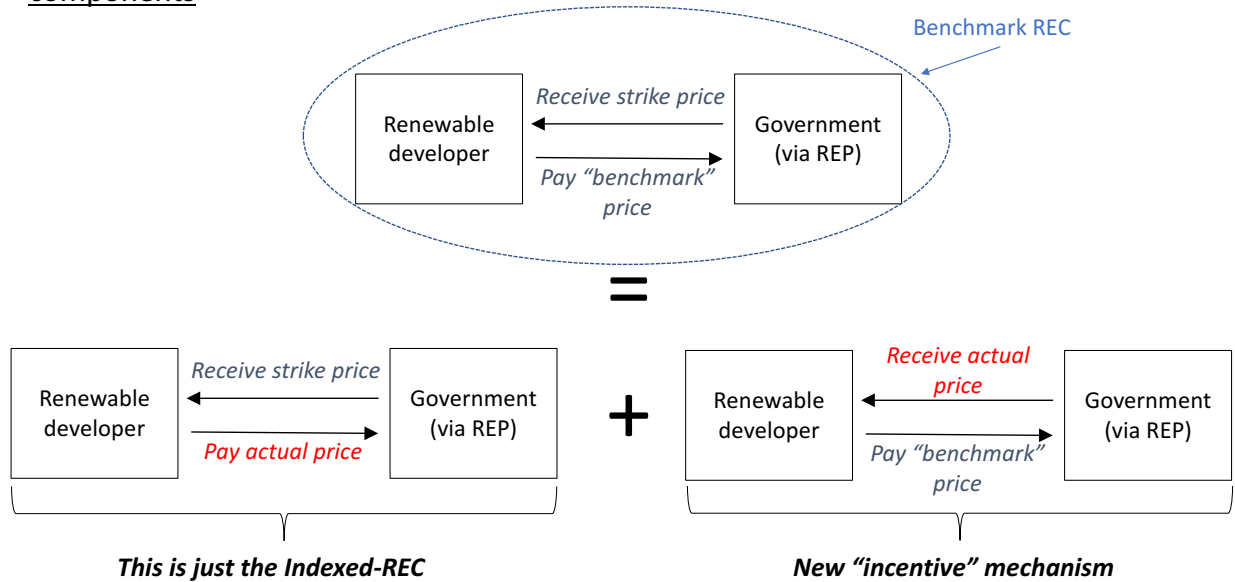 components
Benchmark REC
Renewable
developer
Receive strike price
Pay “benchmark”
price
Government
(via REP)
=
Renewable
developer
Receive strike price
Pay actual price
Government
(via REP)
+
Renewable
developer
Receive actual
price
Pay “benchmark”
price
Government
(via REP)
This is just the Indexed-REC
New “incentive” mechanism